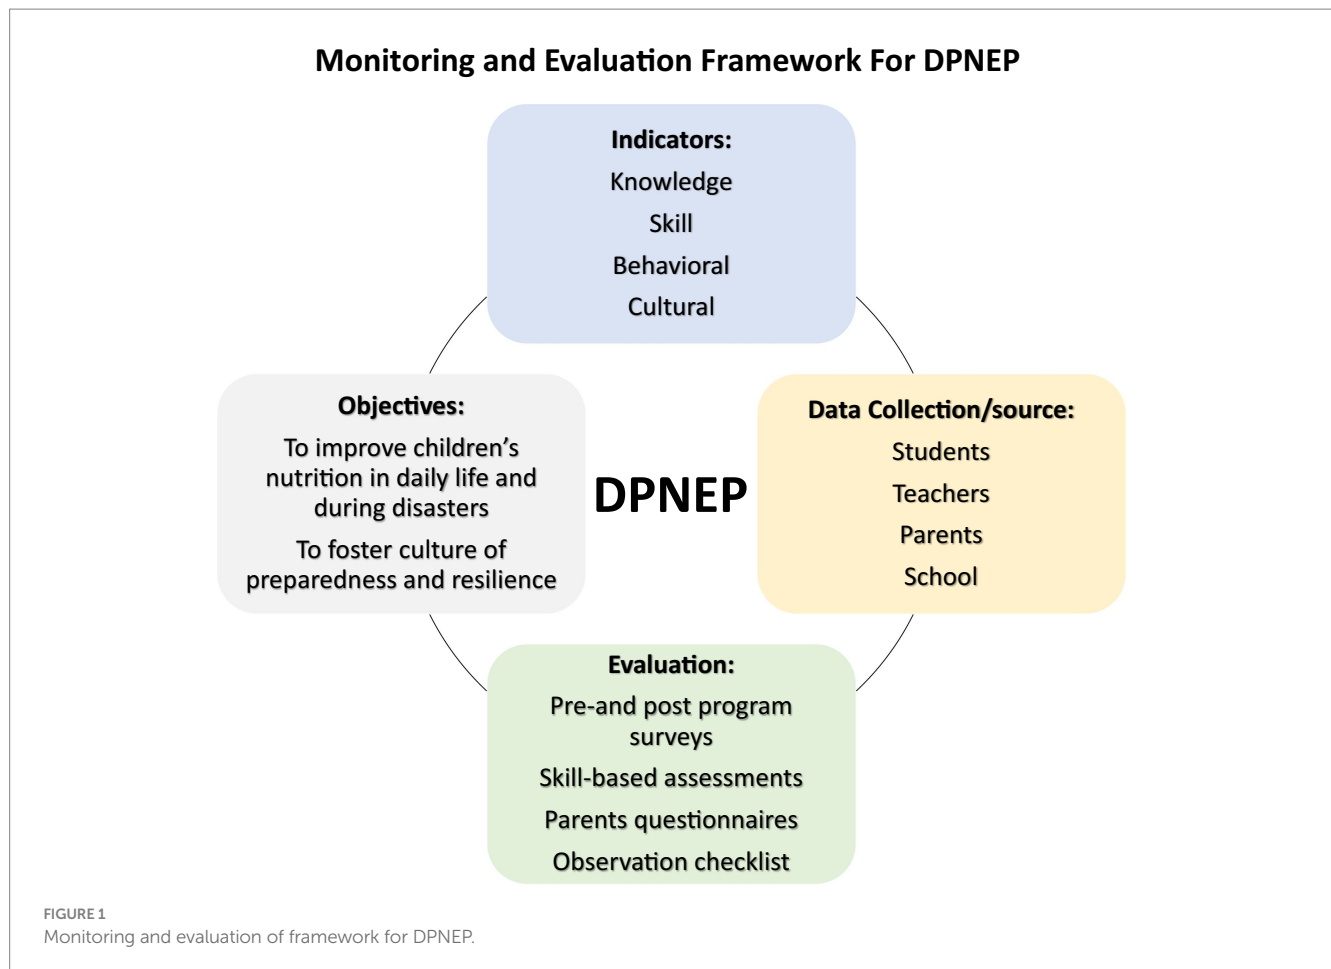 Monitoring and Evaluation Framework For DPNEP
Indicators:
Knowledge
Skill
Behavioral
Cultural
Objectives:
To improve children's
nutrition in daily life and
during disasters
To foster culture of
preparedness and resilience
DPNEP
Data Collection/source:
Students
Teachers
Parents
School
Evaluation:
Pre-and post program
surveys
Skill-based assessments
Parents questionnaires
Observation checklist
FIGURE 1
Monitoring and evaluation of framework for DPNEP.